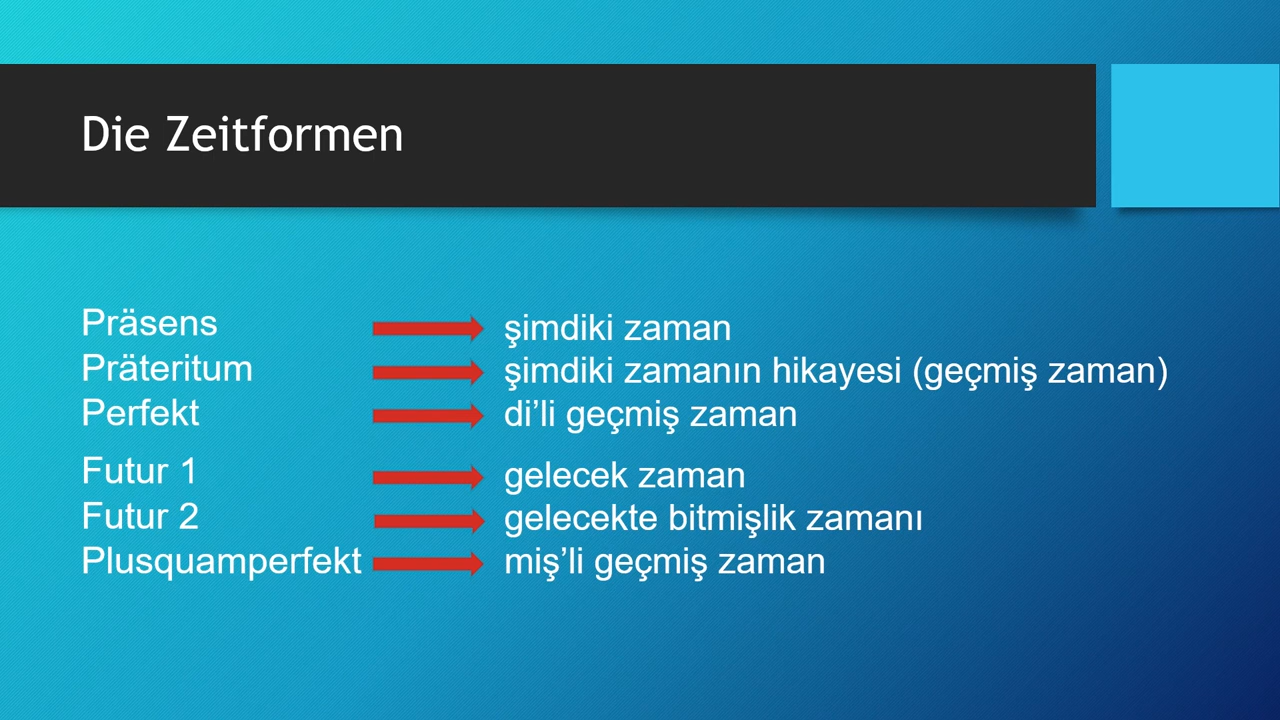 Die Zeitformen
Präsens şimdiki zaman
Präteritum şimdiki zamanın hikayesi (geçmiş zaman)
Perfekt di’li geçmiş zaman
Futur 1 gelecek zaman
Futur 2 gelecekte bitmişlik zamanı
Plusquamperfekt miş’li geçmiş zaman